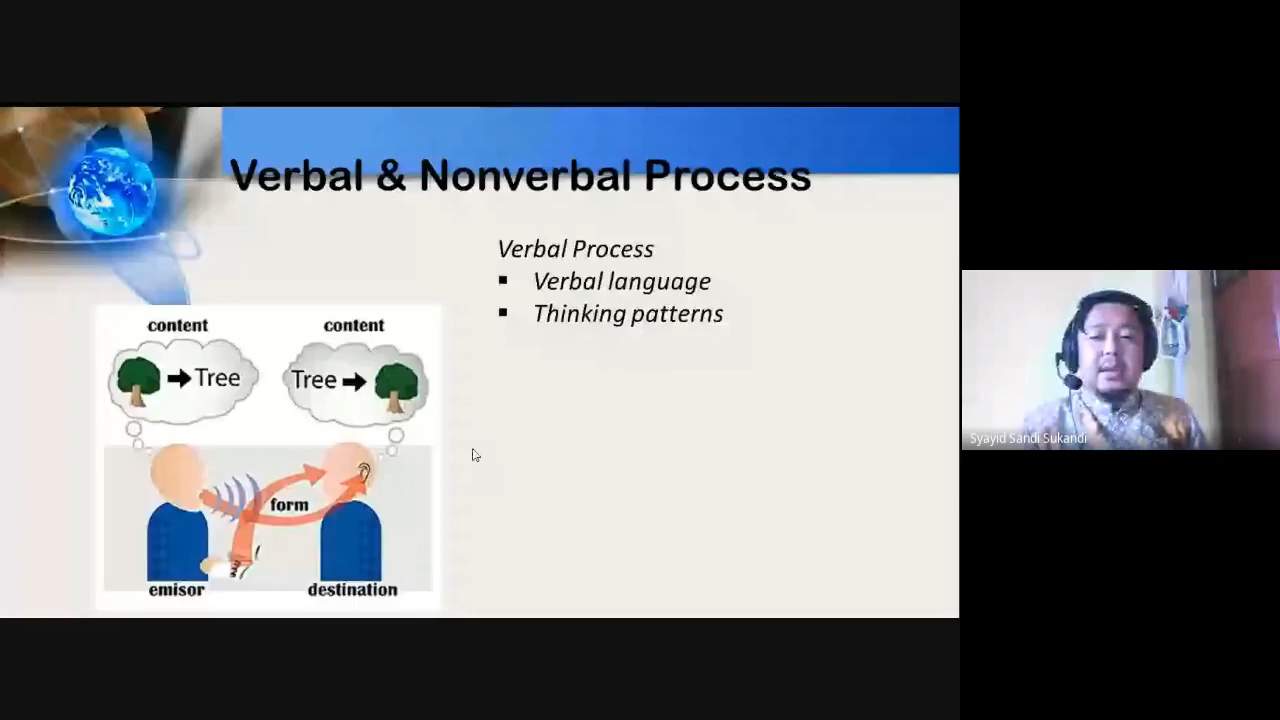 Verbal & Nonverbal Process
Verbal Process
▪ Verbal language
▪ Thinking patterns
content content
Tree Tree
form
emisor destination
Syayid Sandi Sukandi